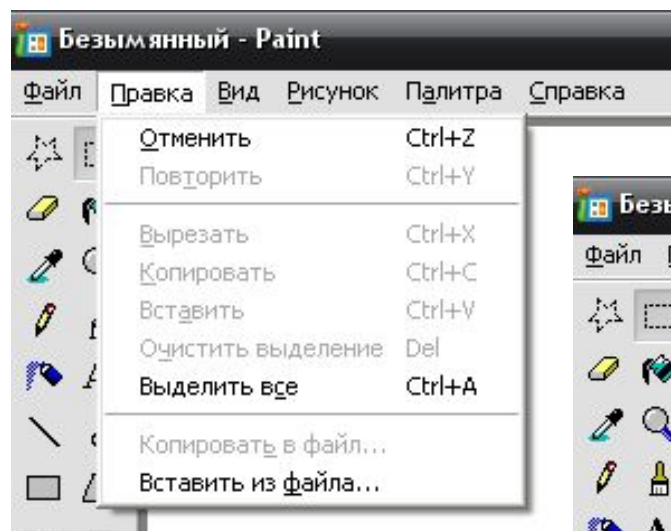 Безымянный - Paint
Файл Правка Вид Рисунок Палитра Справка
Отменить Ctrl+Z
Повторить Ctrl+Y
Вырезать Ctrl+X
Копировать Ctrl+C
Вставить Ctrl+V
Очистить выделение Del
Выделить все Ctrl+A
Копировать в файл...
Вставить из файла...
Файл